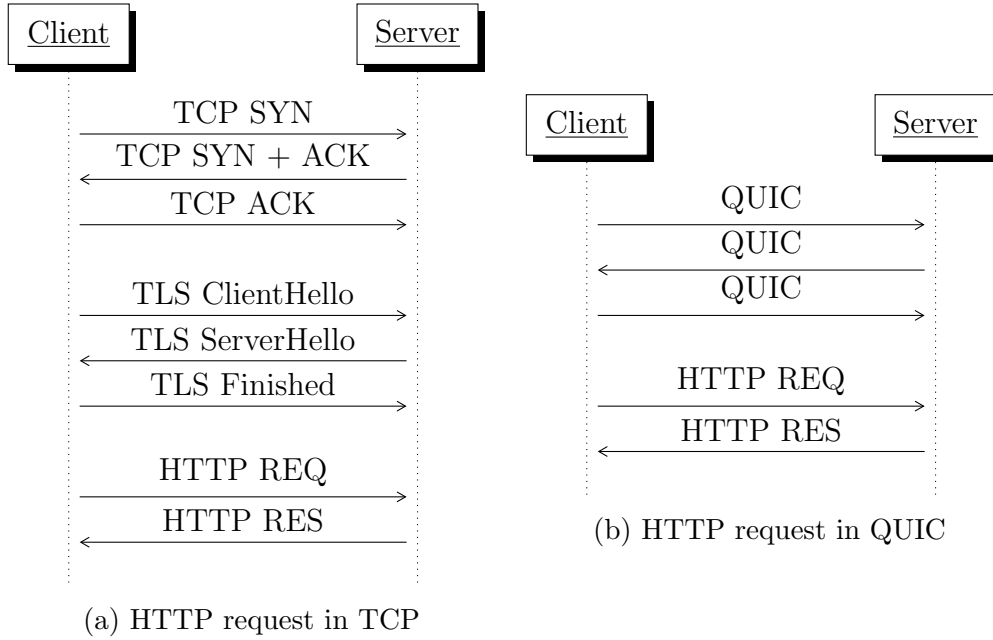 Client Server
TCP SYN
TCP SYN + ACK
TCP ACK
TLS ClientHello
TLS ServerHello
TLS Finished
HTTP REQ
HTTP RES
(a) HTTP request in TCP
Client Server
QUIC
QUIC
QUIC
HTTP REQ
HTTP RES
(b) HTTP request in QUIC